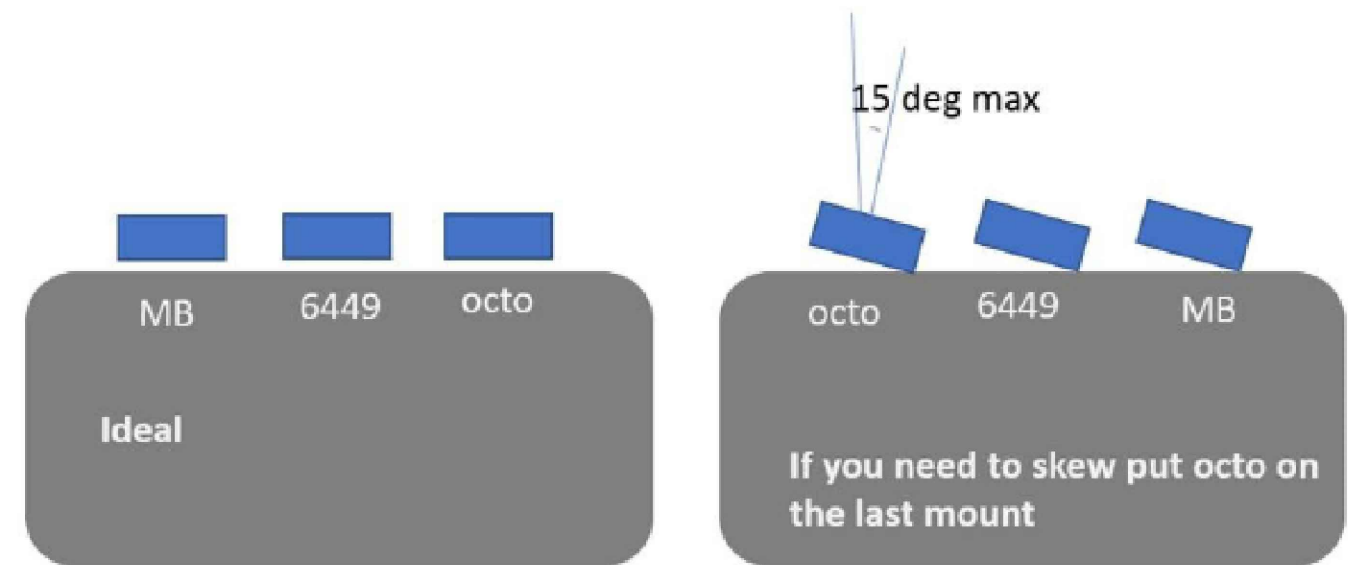 15 deg max
MB 6449 octo
Ideal
octo 6449 MB
If you need to skew put octo on
the last mount